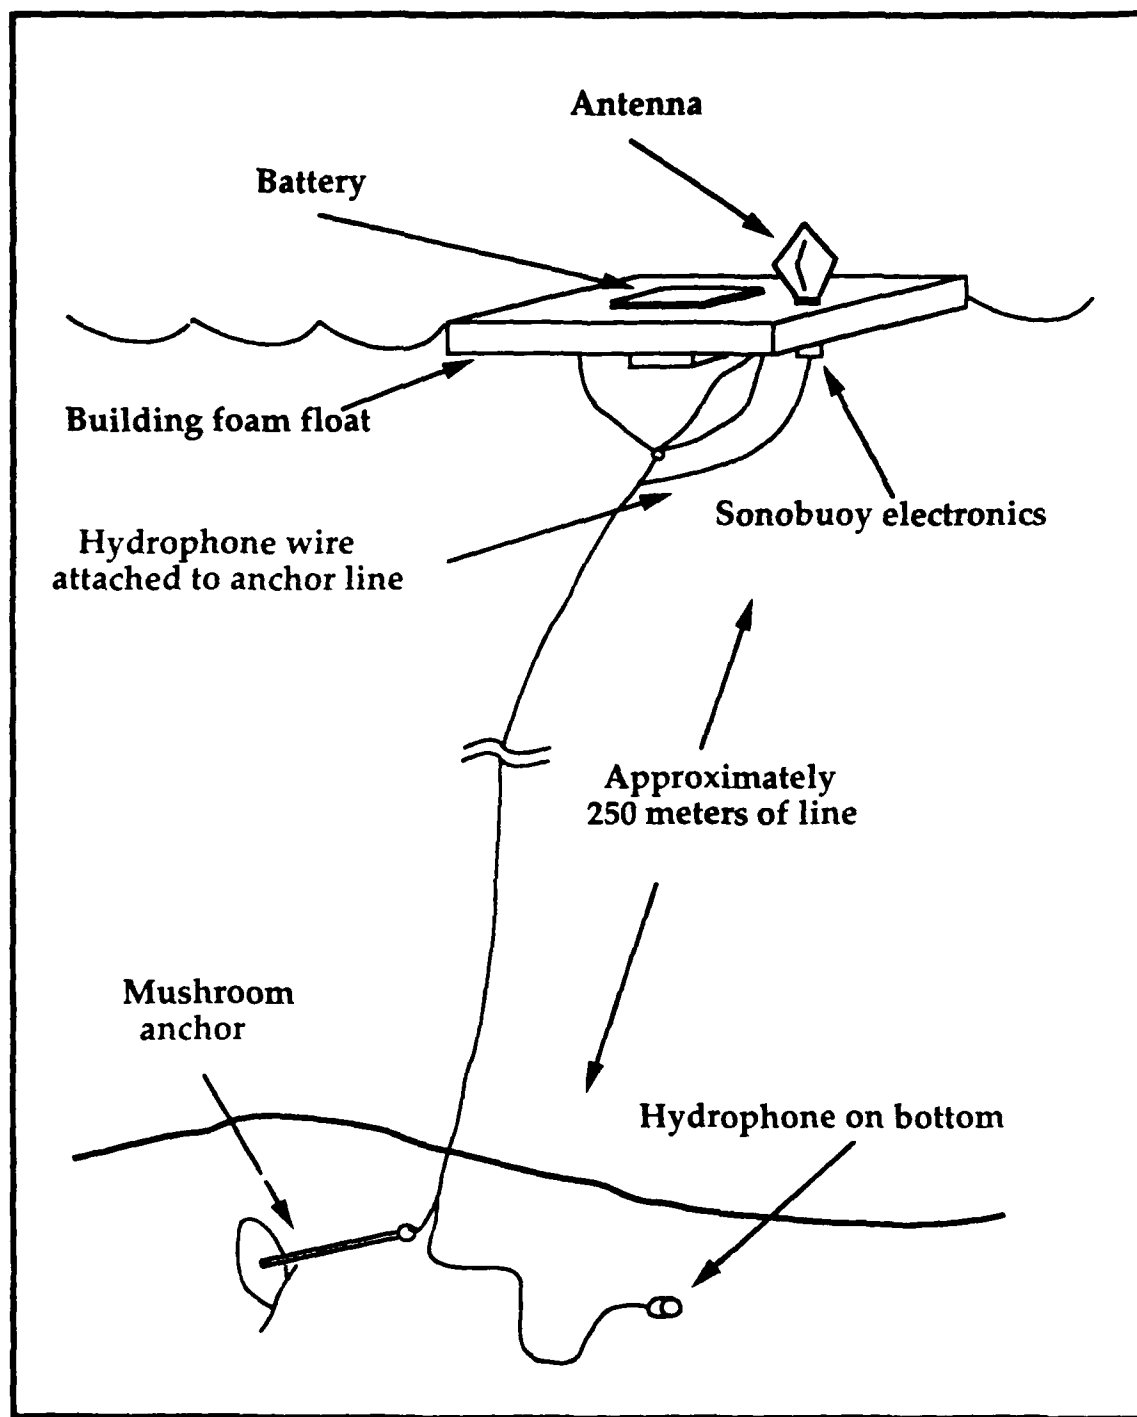 Antenna
Battery
Building foam float
Sonobuoy electronics
Hydrophone wire
attached to anchor line
Approximately
250 meters of line
Mushroom
anchor
Hydrophone on bottom